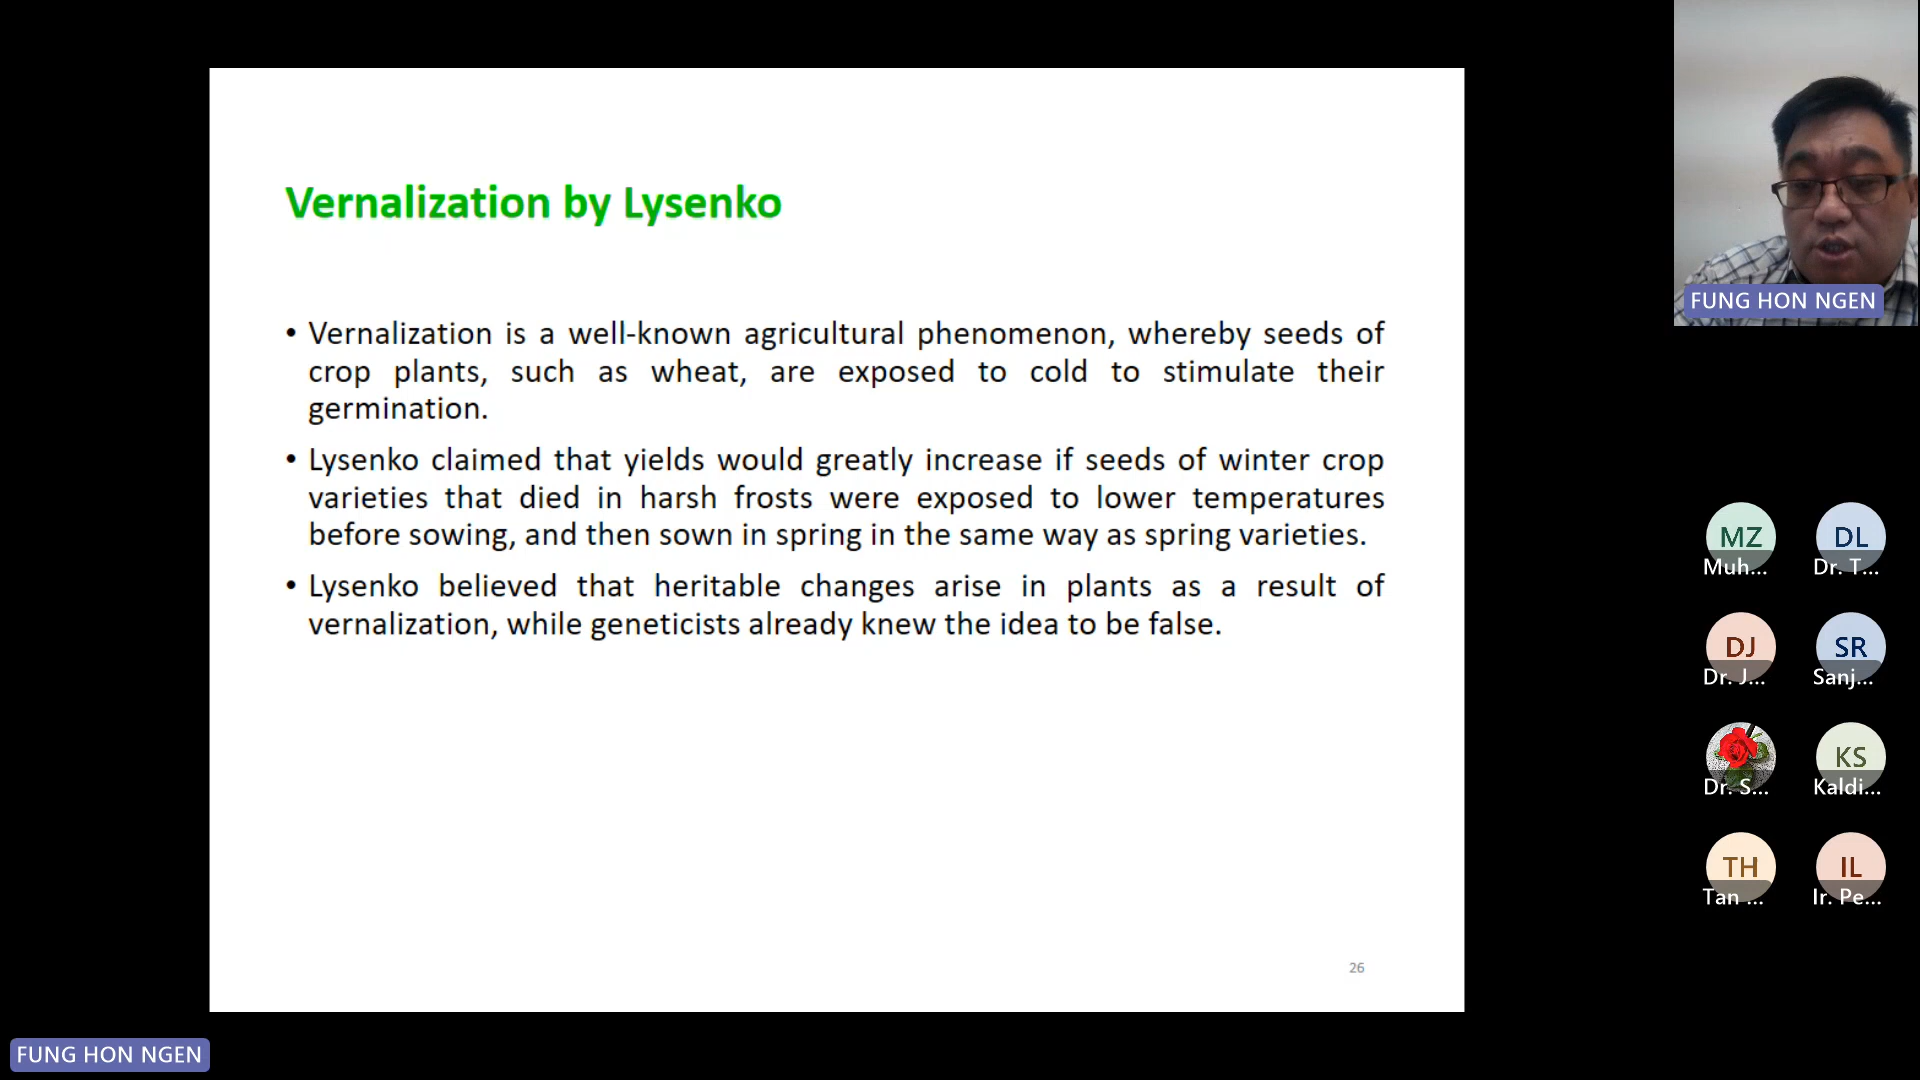 Vernalization by Lysenko
• Vernalization is a well-known agricultural phenomenon, whereby seeds of
crop plants, such as wheat, are exposed to cold to stimulate their
germination.
• Lysenko claimed that yields would greatly increase if seeds of winter crop
varieties that died in harsh frosts were exposed to lower temperatures
before sowing, and then sown in spring in the same way as spring varieties.
• Lysenko believed that heritable changes arise in plants as a result of
vernalization, while geneticists already knew the idea to be false.
26
FUNG HON NGEN
FUNG HON NGEN
MZ
Muh...
DL
Dr. T...
DJ
Dr. J...
SR
Sanj...
Dr. S...
KS
Kaldi...
TH
Tan ...
IL
Ir. Pe...